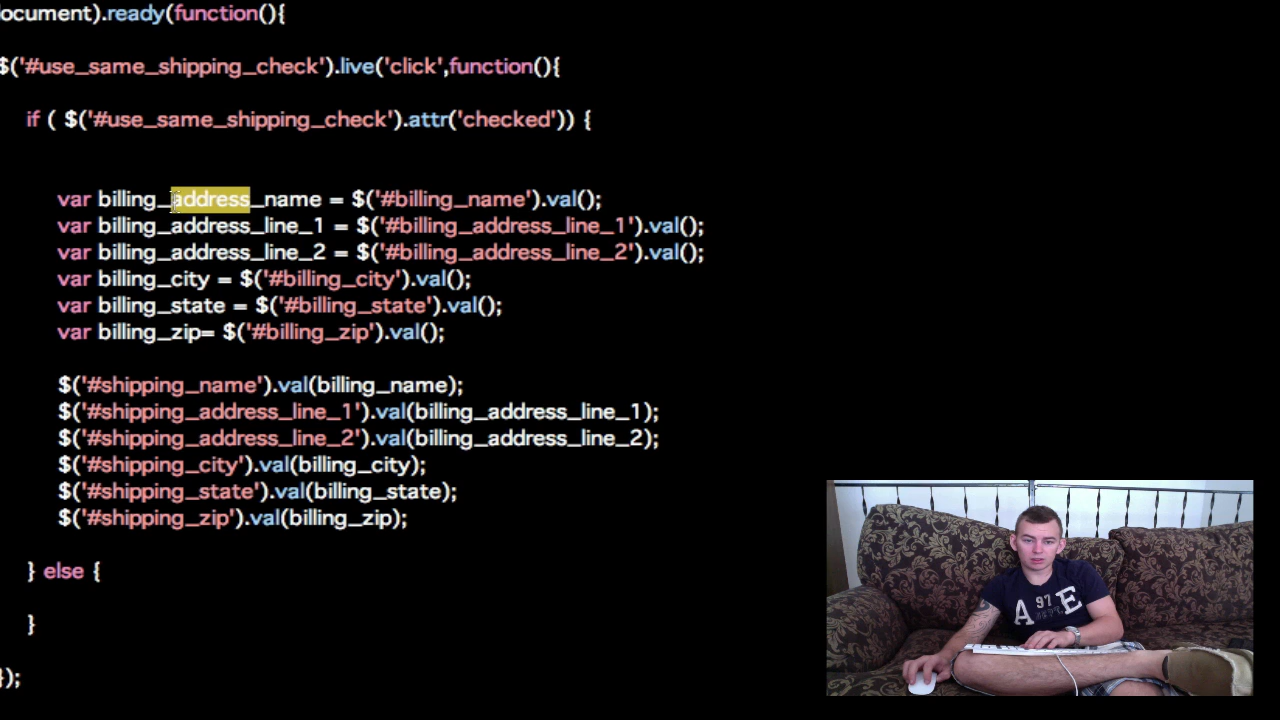 ocument).ready(function(){
$('#use_same_shipping_check').live('click',function(){
if ( $('#use_same_shipping_check').attr('checked')) {
var billing_address_name = $('#billing_name').val();
var billing_address_line_1 = $('#billing_address_line_1').val();
var billing_address_line_2 = $('#billing_address_line_2').val();
var billing_city = $('#billing_city').val();
var billing_state = $('#billing_state').val();
var billing_zip= $('#billing_zip').val();
$('#shipping_name').val(billing_name);
$('#shipping_address_line_1').val(billing_address_line_1);
$('#shipping_address_line_2').val(billing_address_line_2);
$('#shipping_city').val(billing_city);
$('#shipping_state').val(billing_state);
$('#shipping_zip').val(billing_zip);
} else {
}
});
A 97 E